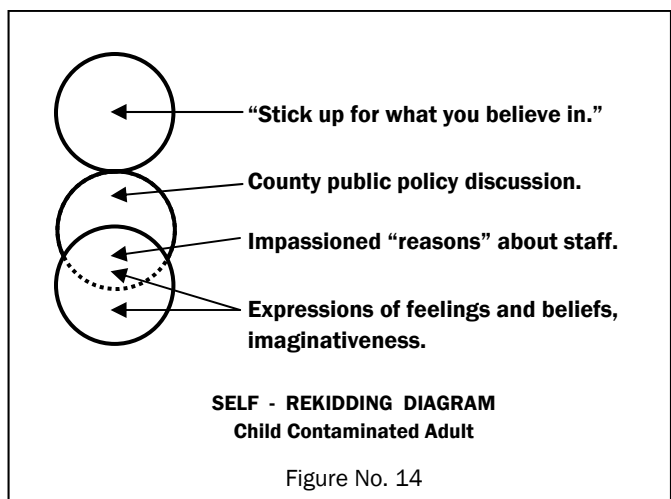 “Stick up for what you believe in.”
County public policy discussion.
Impassioned “reasons” about staff.
Expressions of feelings and beliefs,
imaginativeness.
SELF - REKIDDING DIAGRAM
Child Contaminated Adult
Figure No. 14